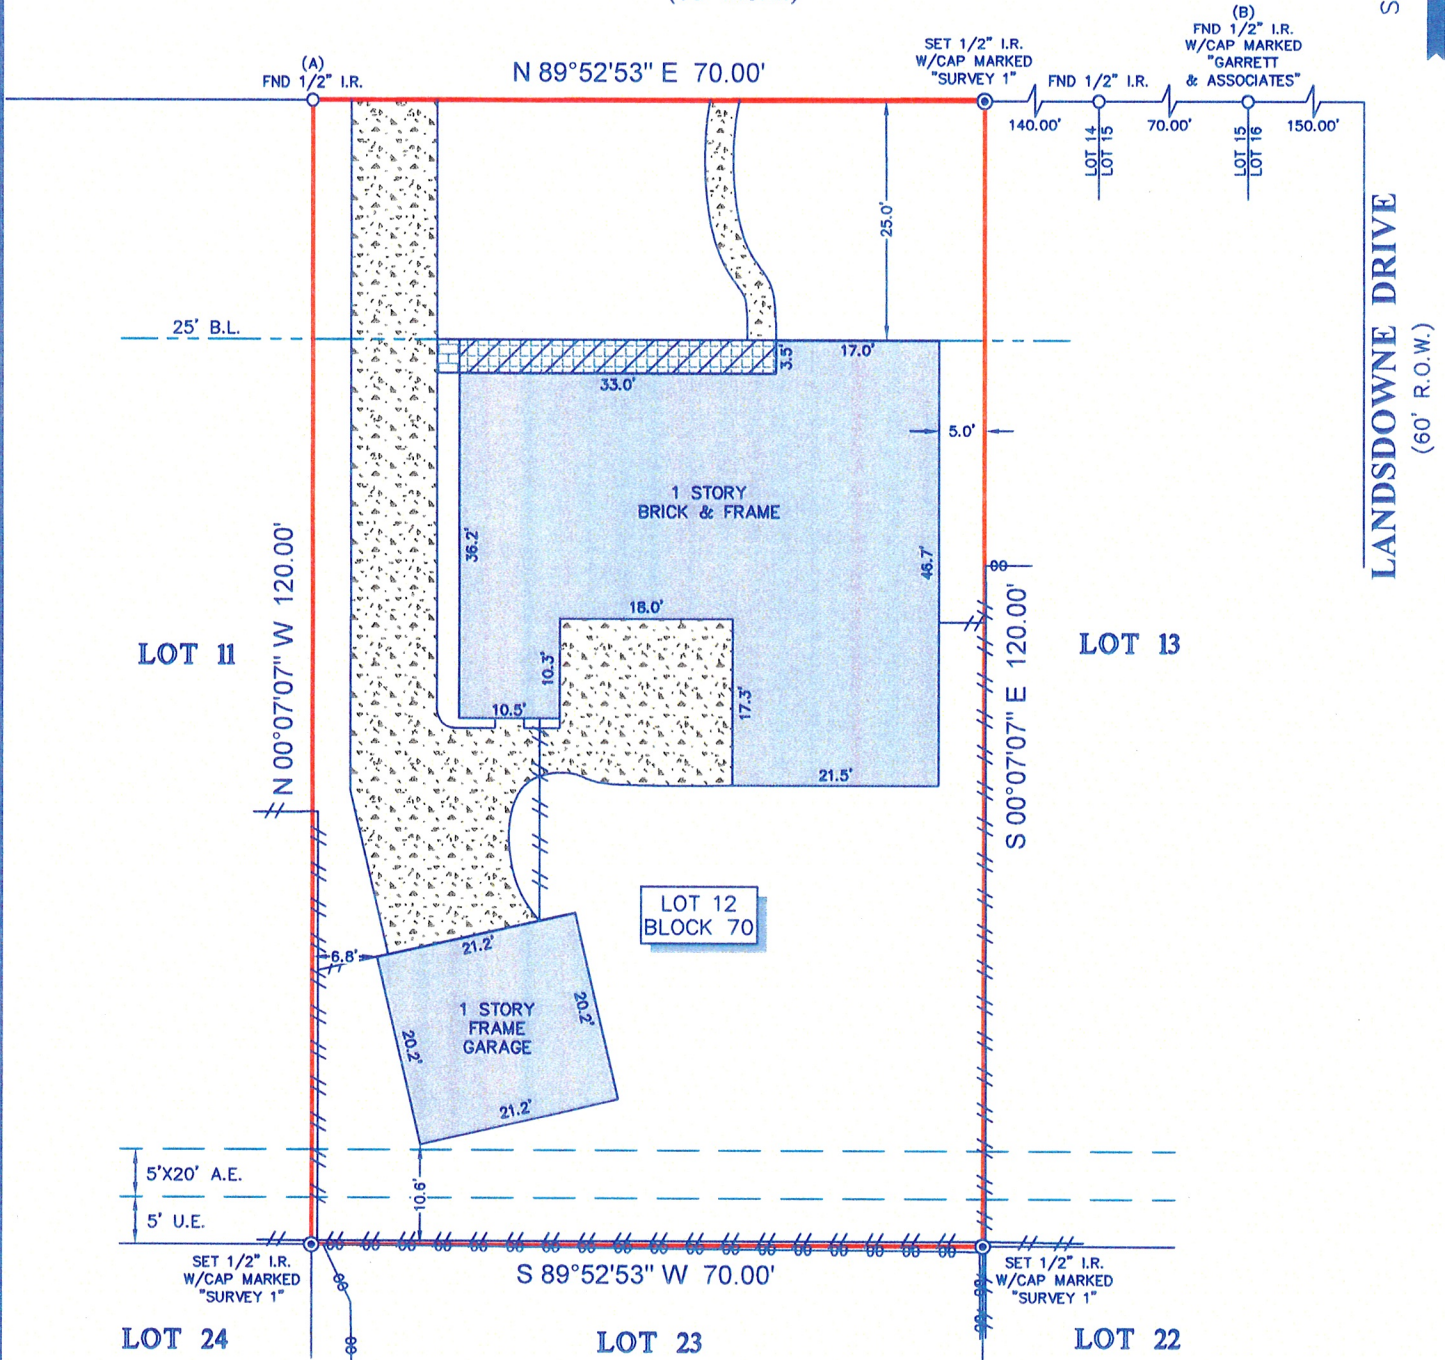 S
(A)
FND 1/2" I.R.
N 89°52'53" E 70.00'
SET 1/2" I.R.
W/CAP MARKED
"SURVEY 1"
FND 1/2" I.R.
(B)
FND 1/2" I.R.
W/CAP MARKED
"GARRETT
& ASSOCIATES"
140.00'
70.00'
150.00'
LOT 14
LOT 15
LOT 15
LOT 16
LANDSDOWNE DRIVE
(60' R.O.W.)
25.0'
25' B.L.
3.5'
17.0'
33.0'
5.0'
1 STORY
BRICK & FRAME
36.2'
46.7'
18.0'
10.3'
10.5'
17.3'
21.5'
LOT 11
N 00°07'07" W 120.00'
S 00°07'07" E 120.00'
LOT 13
LOT 12
BLOCK 70
6.8'
21.2'
20.2'
20.2'
1 STORY
FRAME
GARAGE
21.2'
10.6'
5'X20' A.E.
5' U.E.
SET 1/2" I.R.
W/CAP MARKED
"SURVEY 1"
S 89°52'53" W 70.00'
SET 1/2" I.R.
W/CAP MARKED
"SURVEY 1"
LOT 24
LOT 23
LOT 22